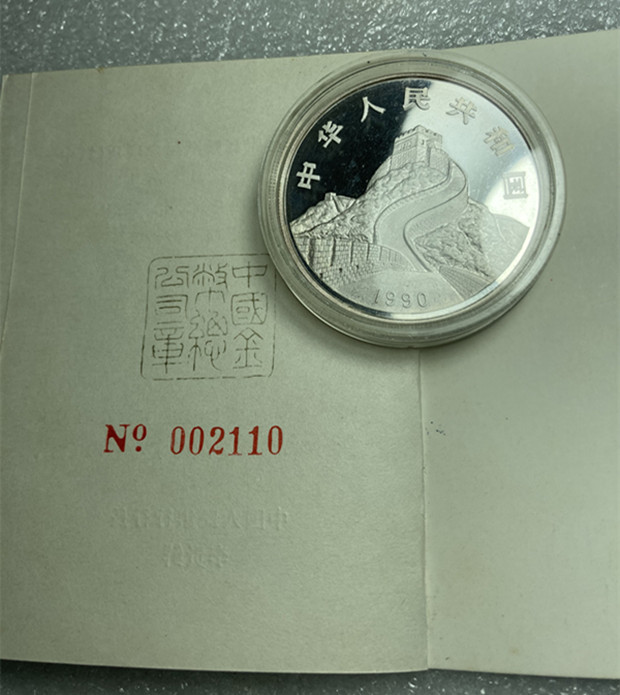 中华人民共和国
1990
中國金
幣總
公司章
Nº 002110